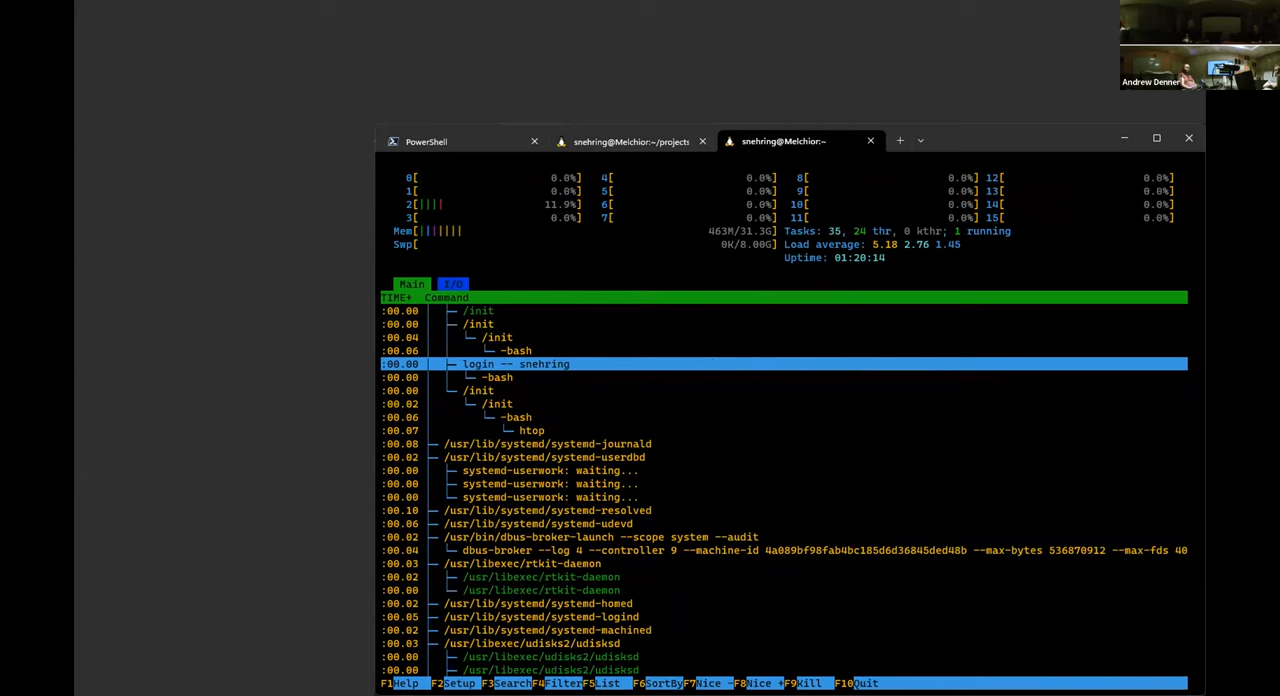 Andrew Denner
PowerShell snehring@Melchior:~/projects snehring@Melchior:~
0[ 0.0%] 4[ 0.0%] 8[ 0.0%] 12[ 0.0%]
1[ 0.0%] 5[ 0.0%] 9[ 0.0%] 13[ 0.0%]
2[|||| 11.9%] 6[ 0.0%] 10[ 0.0%] 14[ 0.0%]
3[ 0.0%] 7[ 0.0%] 11[ 0.0%] 15[ 0.0%]
Mem[||||||| 463M/31.3G] Tasks: 35, 24 thr, 0 kthr; 1 running
Swp[ 0K/8.00G] Load average: 5.18 2.76 1.45
Uptime: 01:20:14
Main I/O
TIME+ Command
:00.00 /init
:00.00 /init
:00.04 /init
:00.06 -bash
:00.00 login -- snehring
:00.00 -bash
:00.00 /init
:00.02 /init
:00.06 -bash
:00.07 htop
:00.08 /usr/lib/systemd/systemd-journald
:00.02 /usr/lib/systemd/systemd-userdbd
:00.00 systemd-userwork: waiting...
:00.00 systemd-userwork: waiting...
:00.00 systemd-userwork: waiting...
:00.10 /usr/lib/systemd/systemd-resolved
:00.06 /usr/lib/systemd/systemd-udevd
:00.02 /usr/bin/dbus-broker-launch --scope system --audit
:00.04 dbus-broker --log 4 --controller 9 --machine-id 4a089bf98fab4bc185d6d36845ded48b --max-bytes 536870912 --max-fds 40
:00.03 /usr/libexec/rtkit-daemon
:00.02 /usr/libexec/rtkit-daemon
:00.00 /usr/libexec/rtkit-daemon
:00.02 /usr/lib/systemd/systemd-homed
:00.05 /usr/lib/systemd/systemd-logind
:00.02 /usr/lib/systemd/systemd-machined
:00.03 /usr/libexec/udisks2/udisksd
:00.00 /usr/libexec/udisks2/udisksd
:00.00 /usr/libexec/udisks2/udisksd
F1Help F2Setup F3SearchF4FilterF5List F6SortByF7Nice -F8Nice +F9Kill F10Quit